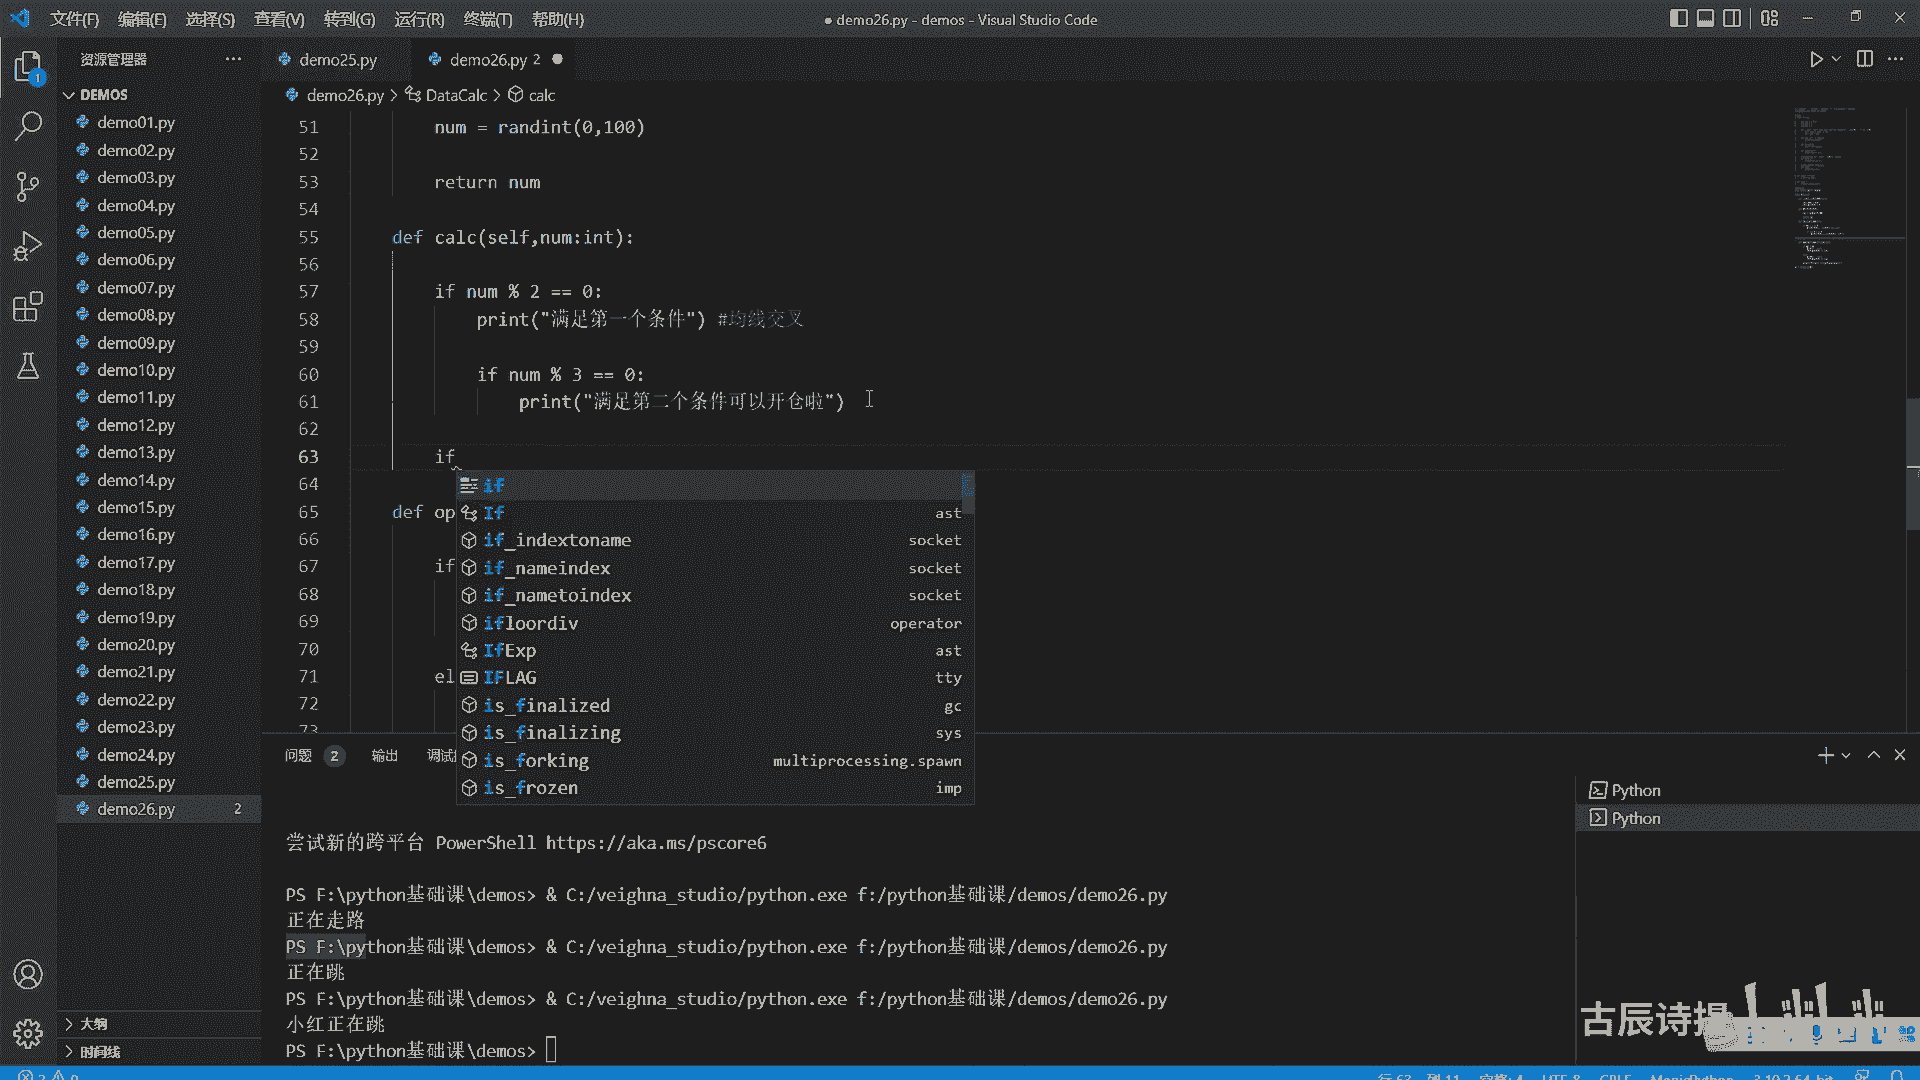 文件(F) 编辑(E) 选择(S) 查看(V) 转到(G) 运行(R) 终端(T) 帮助(H)
● demo26.py - demos - Visual Studio Code
资源管理器
demo25.py
demo26.py 2
DEMOS
demo26.py > DataCalc > calc
demo01.py
demo02.py
demo03.py
demo04.py
demo05.py
demo06.py
demo07.py
demo08.py
demo09.py
demo10.py
demo11.py
demo12.py
demo13.py
demo14.py
demo15.py
demo16.py
demo17.py
demo18.py
demo19.py
demo20.py
demo21.py
demo22.py
demo23.py
demo24.py
demo25.py
demo26.py 2
大纲
时间线
1
51 num = randint(0,100)
52
53 return num
54
55 def calc(self,num:int):
56
57 if num % 2 == 0:
58 print("满足第一个条件") #均线交叉
59
60 if num % 3 == 0:
61 print("满足第二个条件可以开仓啦")
62
63 if
64
65 def op
66
67 if
68
69
70
71 el
72
73
if
If ast
if_indextoname socket
if_nameindex socket
if_nametoindex socket
ifloordiv operator
IfExp ast
IFLAG tty
is_finalized gc
is_finalizing sys
is_forking multiprocessing.spawn
is_frozen imp
问题 2 输出
Python
Python
尝试新的跨平台 PowerShell https://aka.ms/pscore6
PS F:\python基础课\demos> & C:/veighna_studio/python.exe f:/python基础课/demos/demo26.py
正在走路
PS F:\python基础课\demos> & C:/veighna_studio/python.exe f:/python基础课/demos/demo26.py
正在跳
PS F:\python基础课\demos> & C:/veighna_studio/python.exe f:/python基础课/demos/demo26.py
小红正在跳
PS F:\python基础课\demos>
古辰诗